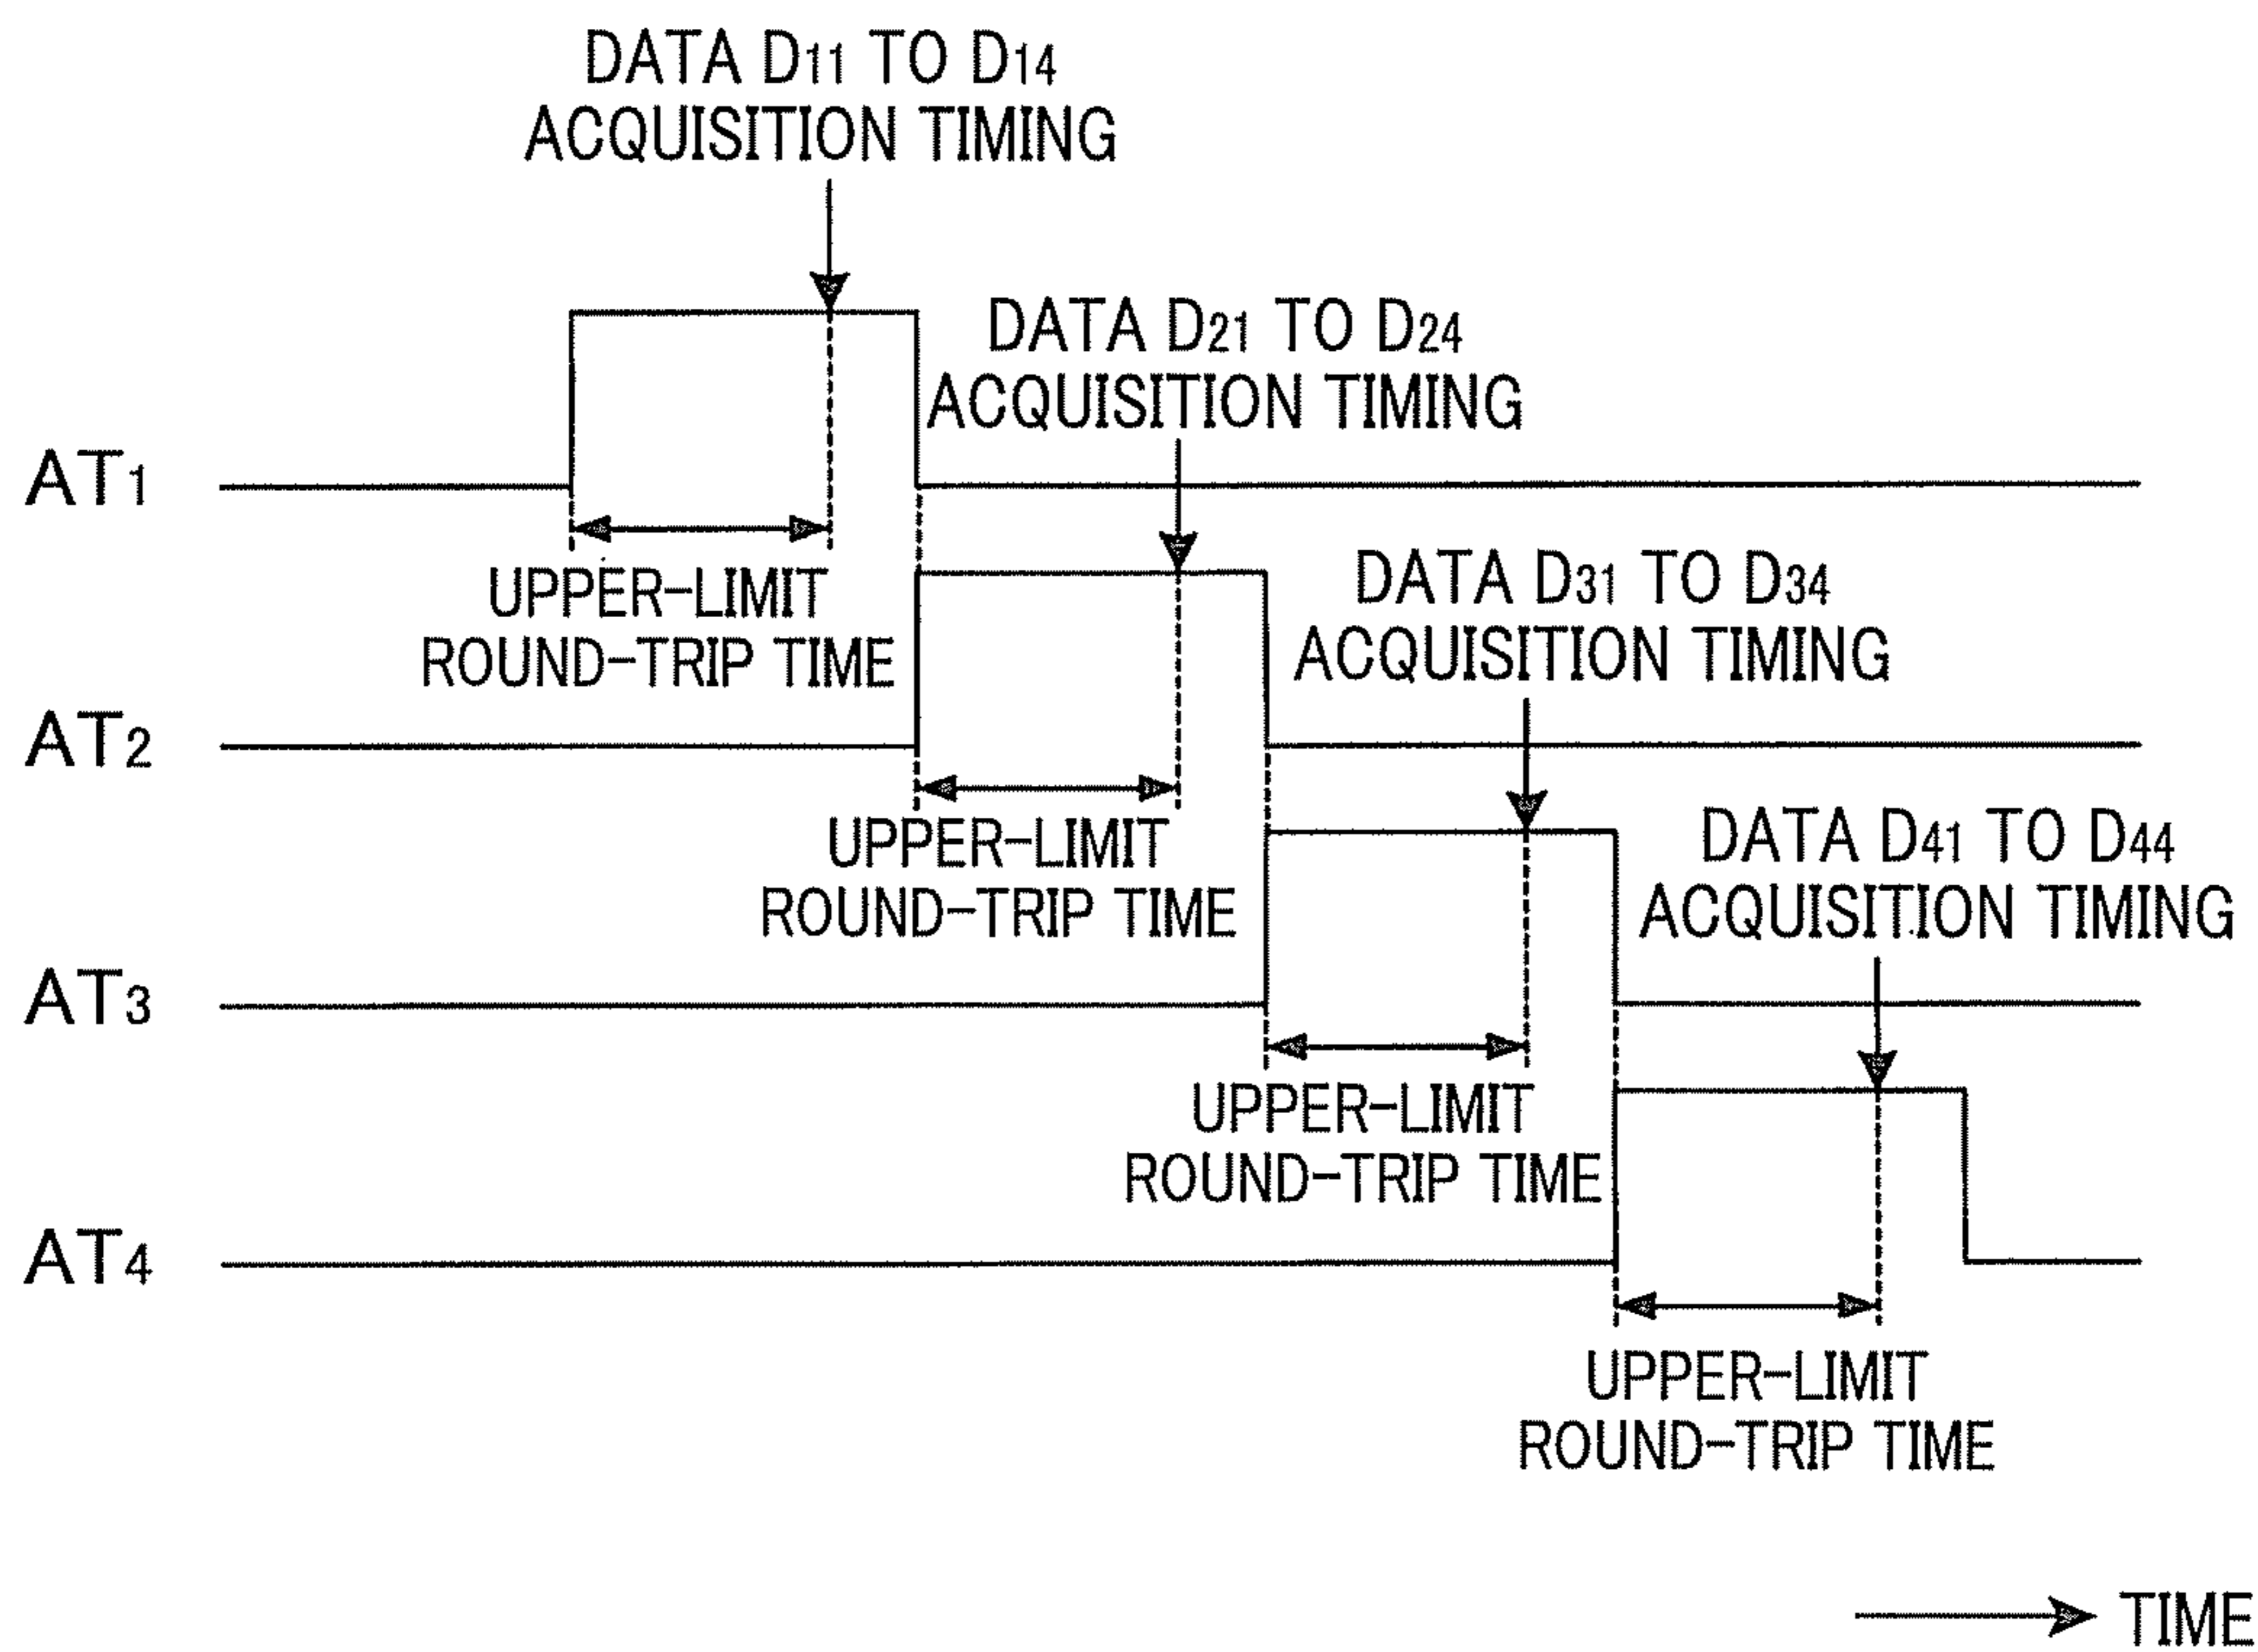 DATA D11 TO D14
ACQUISITION TIMING
DATA D21 TO D24
ACQUISITION TIMING
AT1
UPPER-LIMIT
ROUND-TRIP TIME
DATA D31 TO D34
ACQUISITION TIMING
AT2
UPPER-LIMIT
ROUND-TRIP TIME
DATA D41 TO D44
ACQUISITION TIMING
AT3
UPPER-LIMIT
ROUND-TRIP TIME
AT4
UPPER-LIMIT
ROUND-TRIP TIME
TIME